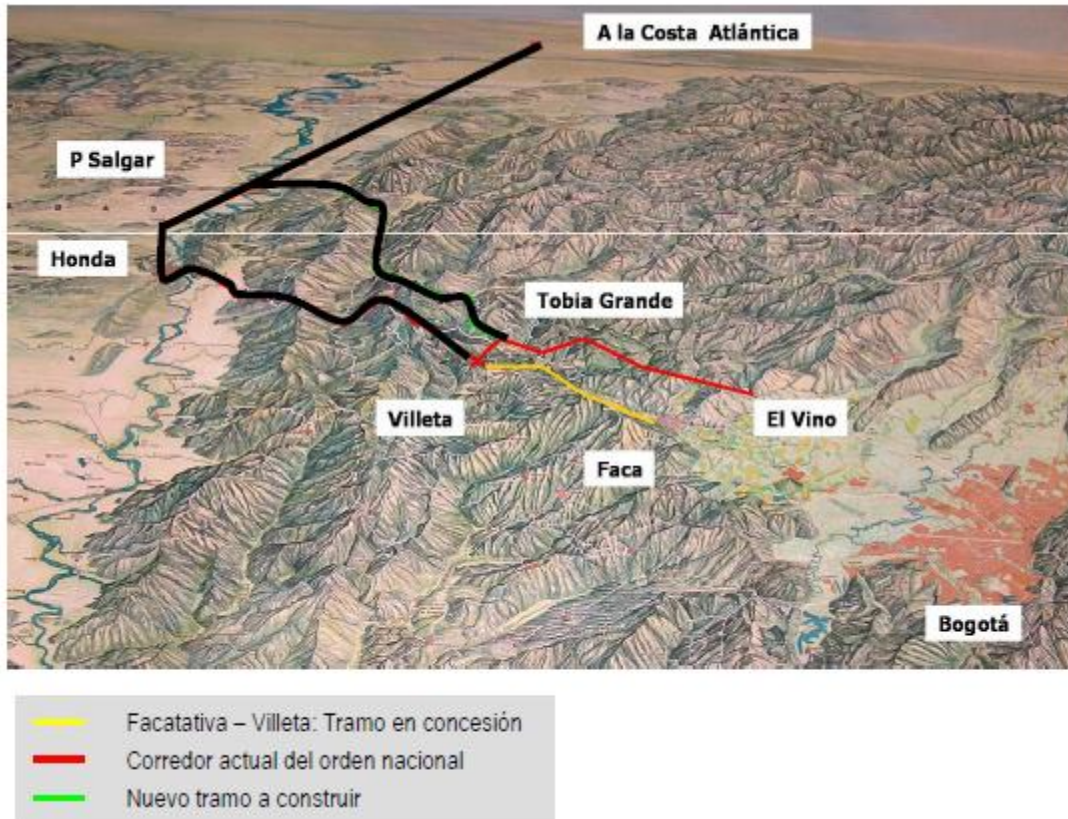 A la Costa Atlántica
P Salgar
Honda
Tobia Grande
Villeta
El Vino
Faca
Bogotá
Facatativa – Villeta: Tramo en concesión
Corredor actual del orden nacional
Nuevo tramo a construir